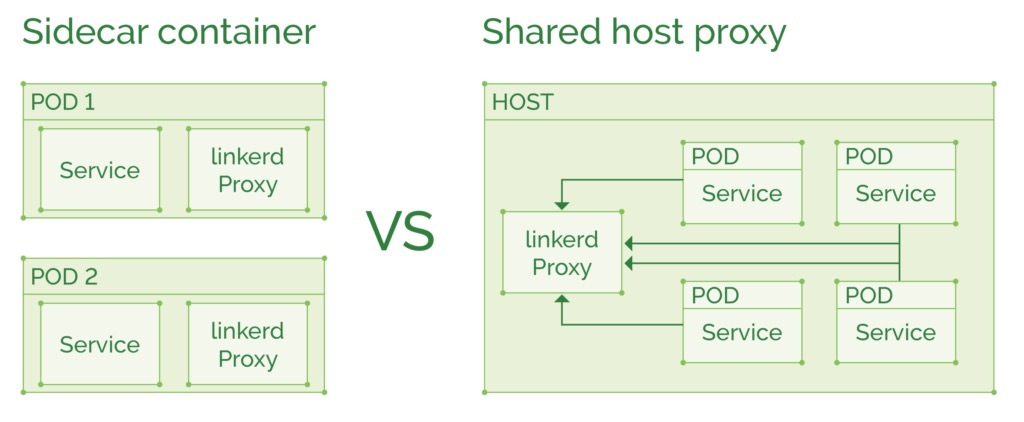 Sidecar container
POD 1
Service
linkerd
Proxy
POD 2
Service
linkerd
Proxy
VS
Shared host proxy
HOST
POD
Service
POD
Service
linkerd
Proxy
POD
Service
POD
Service